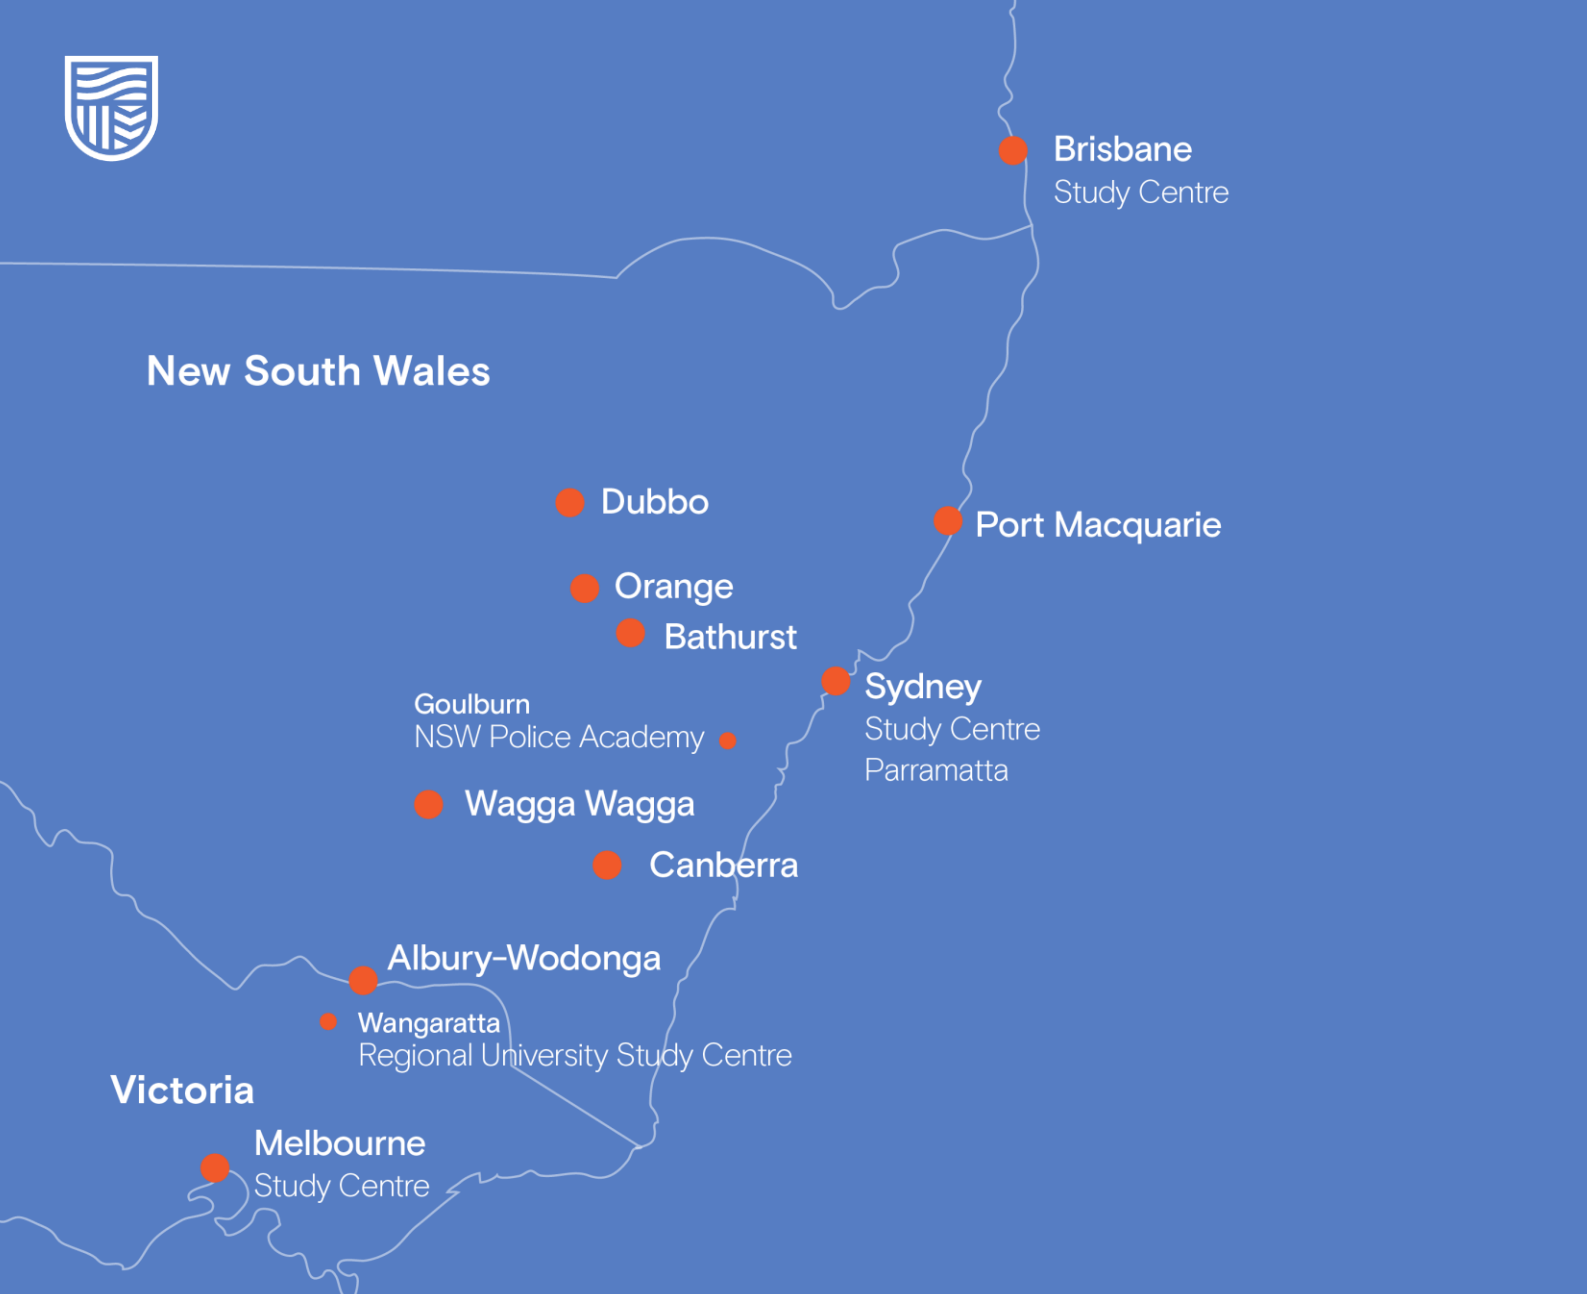 Brisbane
Study Centre
New South Wales
Dubbo
Port Macquarie
Orange
Bathurst
Sydney
Study Centre
Parramatta
Goulburn
NSW Police Academy
Wagga Wagga
Canberra
Albury-Wodonga
Wangaratta
Regional University Study Centre
Victoria
Melbourne
Study Centre